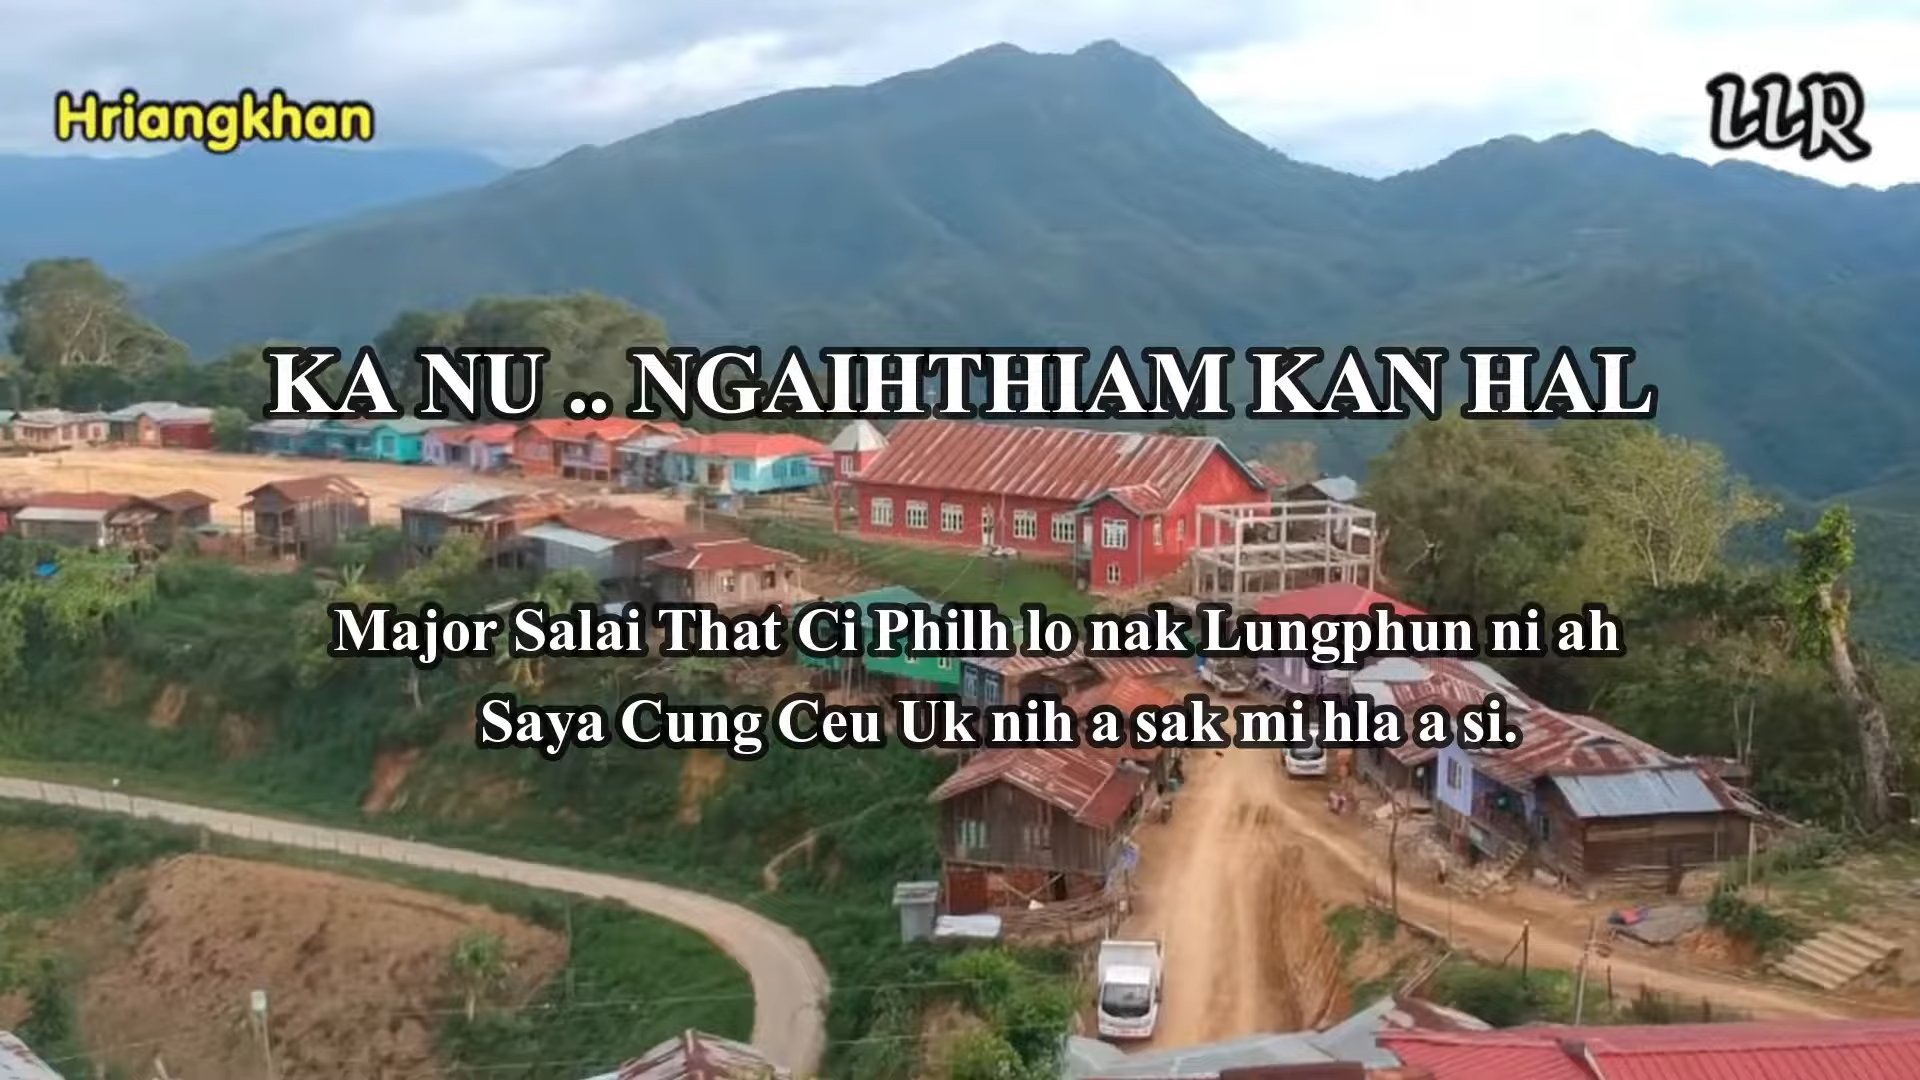 Hriangkhan
LLR
KA NU .. NGAIHTHIAM KAN HAL
Major Salai That Ci Philh lo nak Lungphun ni ah
Saya Cung Ceu Uk nih a sak mi hla a si.